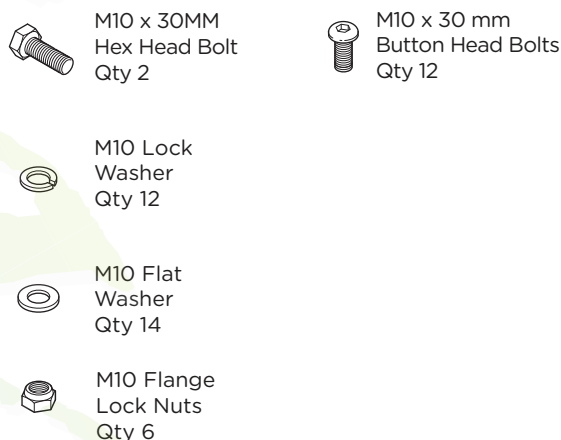 M10 x 30MM
Hex Head Bolt
Qty 2
M10 x 30 mm
Button Head Bolts
Qty 12
M10 Lock
Washer
Qty 12
M10 Flat
Washer
Qty 14
M10 Flange
Lock Nuts
Qty 6